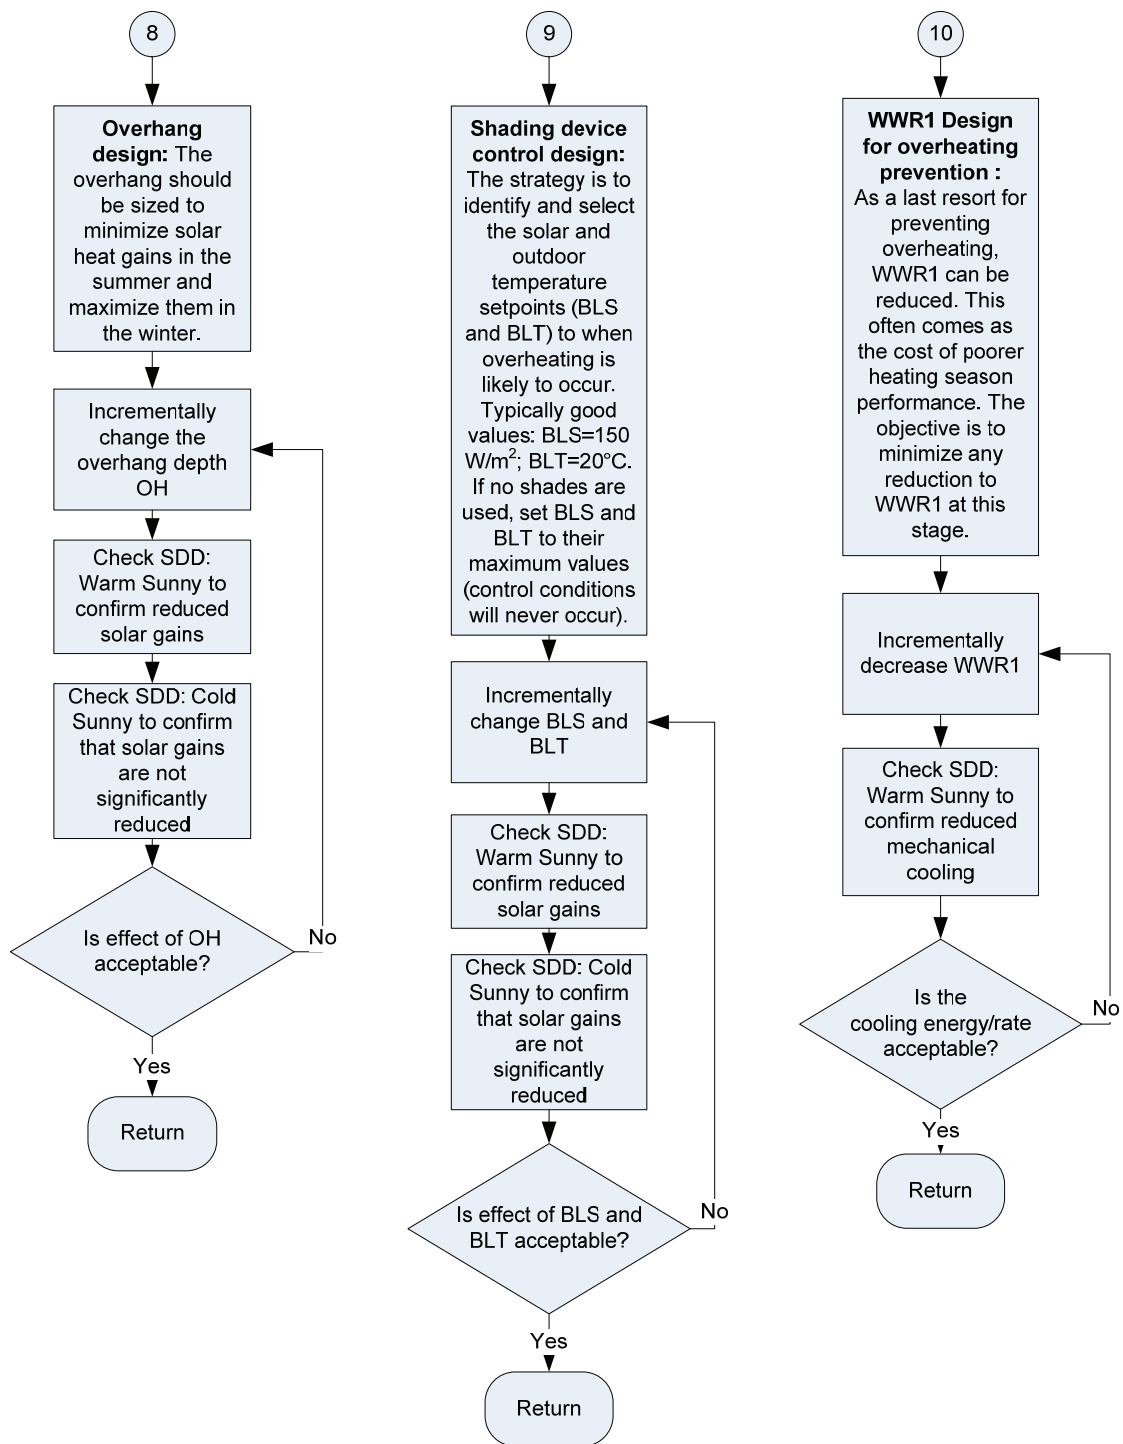 8
Overhang
design: The
overhang should
be sized to
minimize solar
heat gains in the
summer and
maximize them in
the winter.
Incrementally
change the
overhang depth
OH
Check SDD:
Warm Sunny to
confirm reduced
solar gains
Check SDD: Cold
Sunny to confirm
that solar gains
are not
significantly
reduced
Is effect of OH
acceptable?
No
Yes
Return
9
Shading device
control design:
The strategy is to
identify and select
the solar and
outdoor
temperature
setpoints (BLS
and BLT) to when
overheating is
likely to occur.
Typically good
values: BLS=150
W/m²; BLT=20°C.
If no shades are
used, set BLS and
BLT to their
maximum values
(control conditions
will never occur).
Incrementally
change BLS and
BLT
Check SDD:
Warm Sunny to
confirm reduced
solar gains
Check SDD: Cold
Sunny to confirm
that solar gains
are not
significantly
reduced
Is effect of BLS and
BLT acceptable?
No
Yes
Return
10
WWR1 Design
for overheating
prevention :
As a last resort for
preventing
overheating,
WWR1 can be
reduced. This
often comes as
the cost of poorer
heating season
performance. The
objective is to
minimize any
reduction to
WWR1 at this
stage.
Incrementally
decrease WWR1
Check SDD:
Warm Sunny to
confirm reduced
mechanical
cooling
Is the
cooling energy/rate
acceptable?
No
Yes
Return